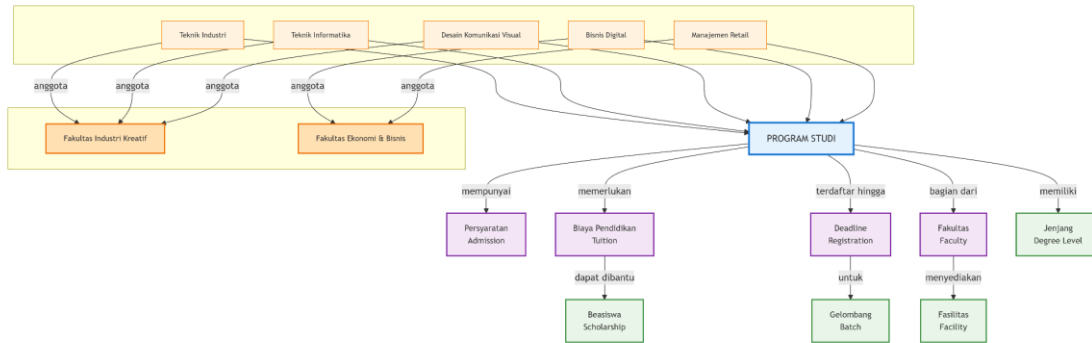 Teknik Industri
Teknik Informatika
Desain Komunikasi Visual
Bisnis Digital
Manajemen Retail
anggota
anggota
anggota
anggota
anggota
Fakultas Industri Kreatif
Fakultas Ekonomi & Bisnis
PROGRAM STUDI
mempunyai
memerlukan
terdaftar hingga
bagian dari
memiliki
Persyaratan
Admission
Biaya Pendidikan
Tuition
Deadline
Registration
Fakultas
Faculty
Jenjang
Degree Level
dapat dibantu
untuk
menyediakan
Beasiswa
Scholarship
Gelombang
Batch
Fasilitas
Facility